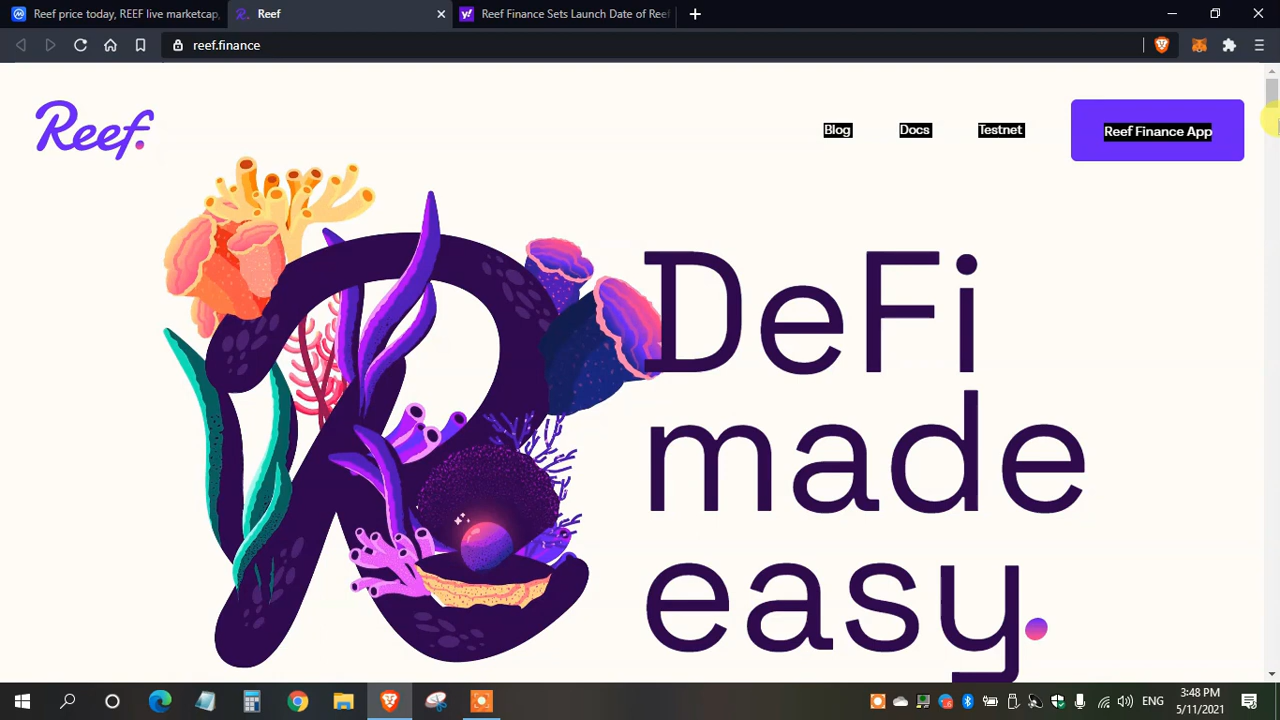 Reef price today, REEF live marketcap,
Reef
Reef Finance Sets Launch Date of Reef
reef.finance
Reef.
Blog
Docs
Testnet
Reef Finance App
DeFi
made
easy.
ENG
3:48 PM
5/11/2021